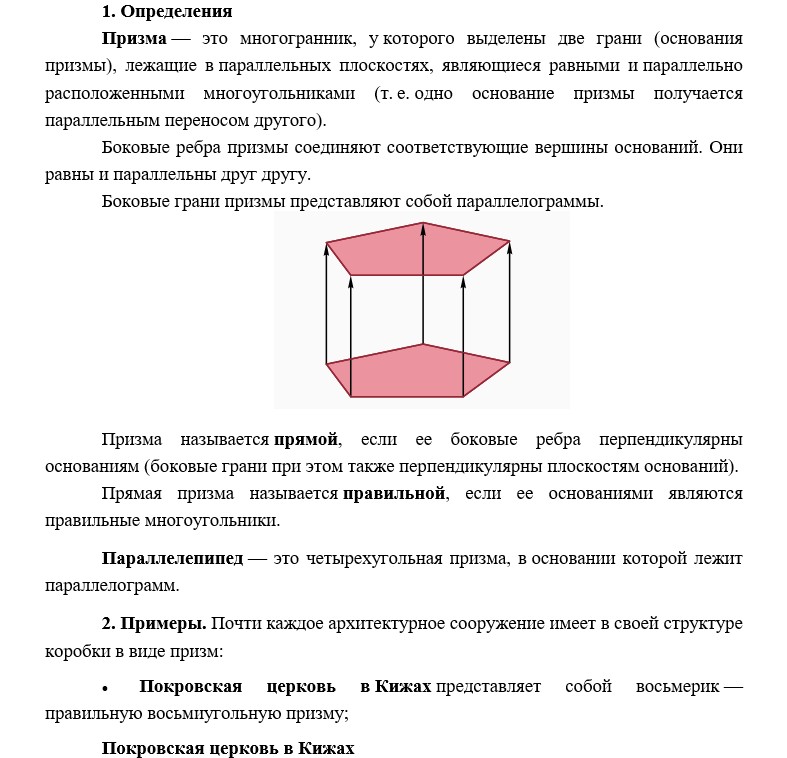 1. Определения
Призма — это многогранник, у которого выделены две грани (основания
призмы), лежащие в параллельных плоскостях, являющиеся равными и параллельно
расположенными многоугольниками (т. е. одно основание призмы получается
параллельным переносом другого).
Боковые ребра призмы соединяют соответствующие вершины оснований. Они
равны и параллельны друг другу.
Боковые грани призмы представляют собой параллелограммы.
Призма называется прямой, если ее боковые ребра перпендикулярны
основаниям (боковые грани при этом также перпендикулярны плоскостям оснований).
Прямая призма называется правильной, если ее основаниями являются
правильные многоугольники.
Параллелепипед — это четырехугольная призма, в основании которой лежит
параллелограмм.
2. Примеры. Почти каждое архитектурное сооружение имеет в своей структуре
коробки в виде призм:
• Покровская церковь в Кижах представляет собой восьмерик —
правильную восьмиугольную призму;
Покровская церковь в Кижах